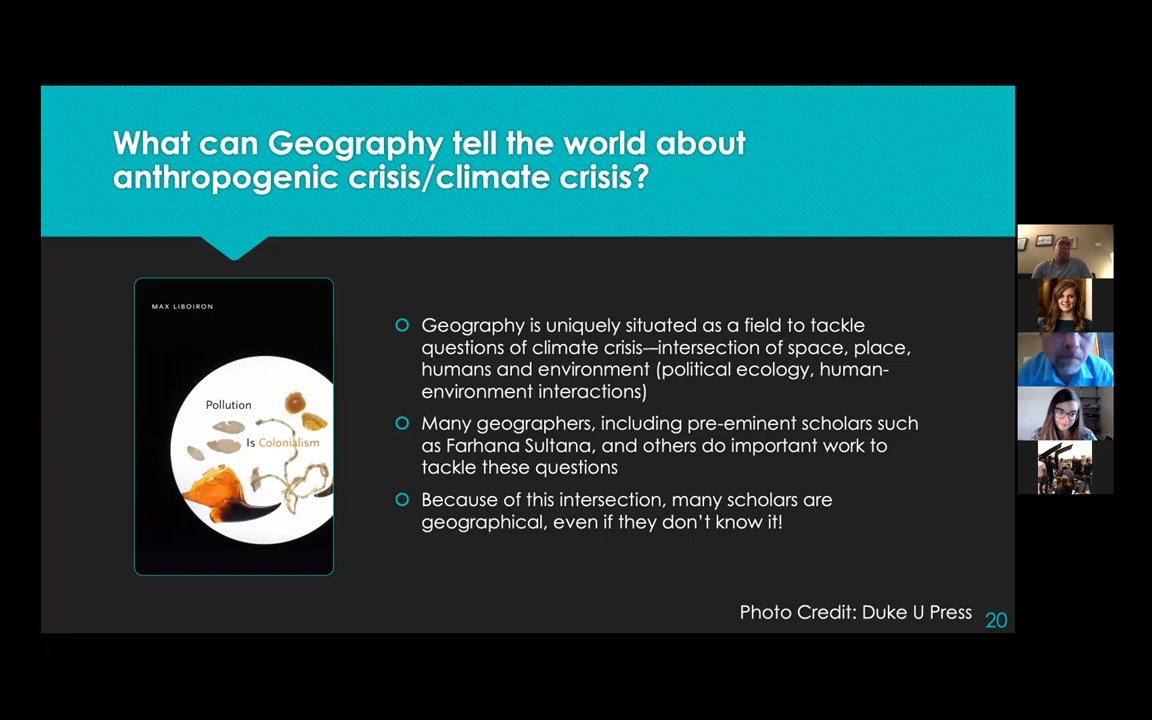 What can Geography tell the world about
anthropogenic crisis/climate crisis?
MAX LIBOIRON
Pollution
Is Colonialism
Geography is uniquely situated as a field to tackle
questions of climate crisis—intersection of space, place,
humans and environment (political ecology, human-
environment interactions)
Many geographers, including pre-eminent scholars such
as Farhana Sultana, and others do important work to
tackle these questions
Because of this intersection, many scholars are
geographical, even if they don't know it!
Photo Credit: Duke U Press
20